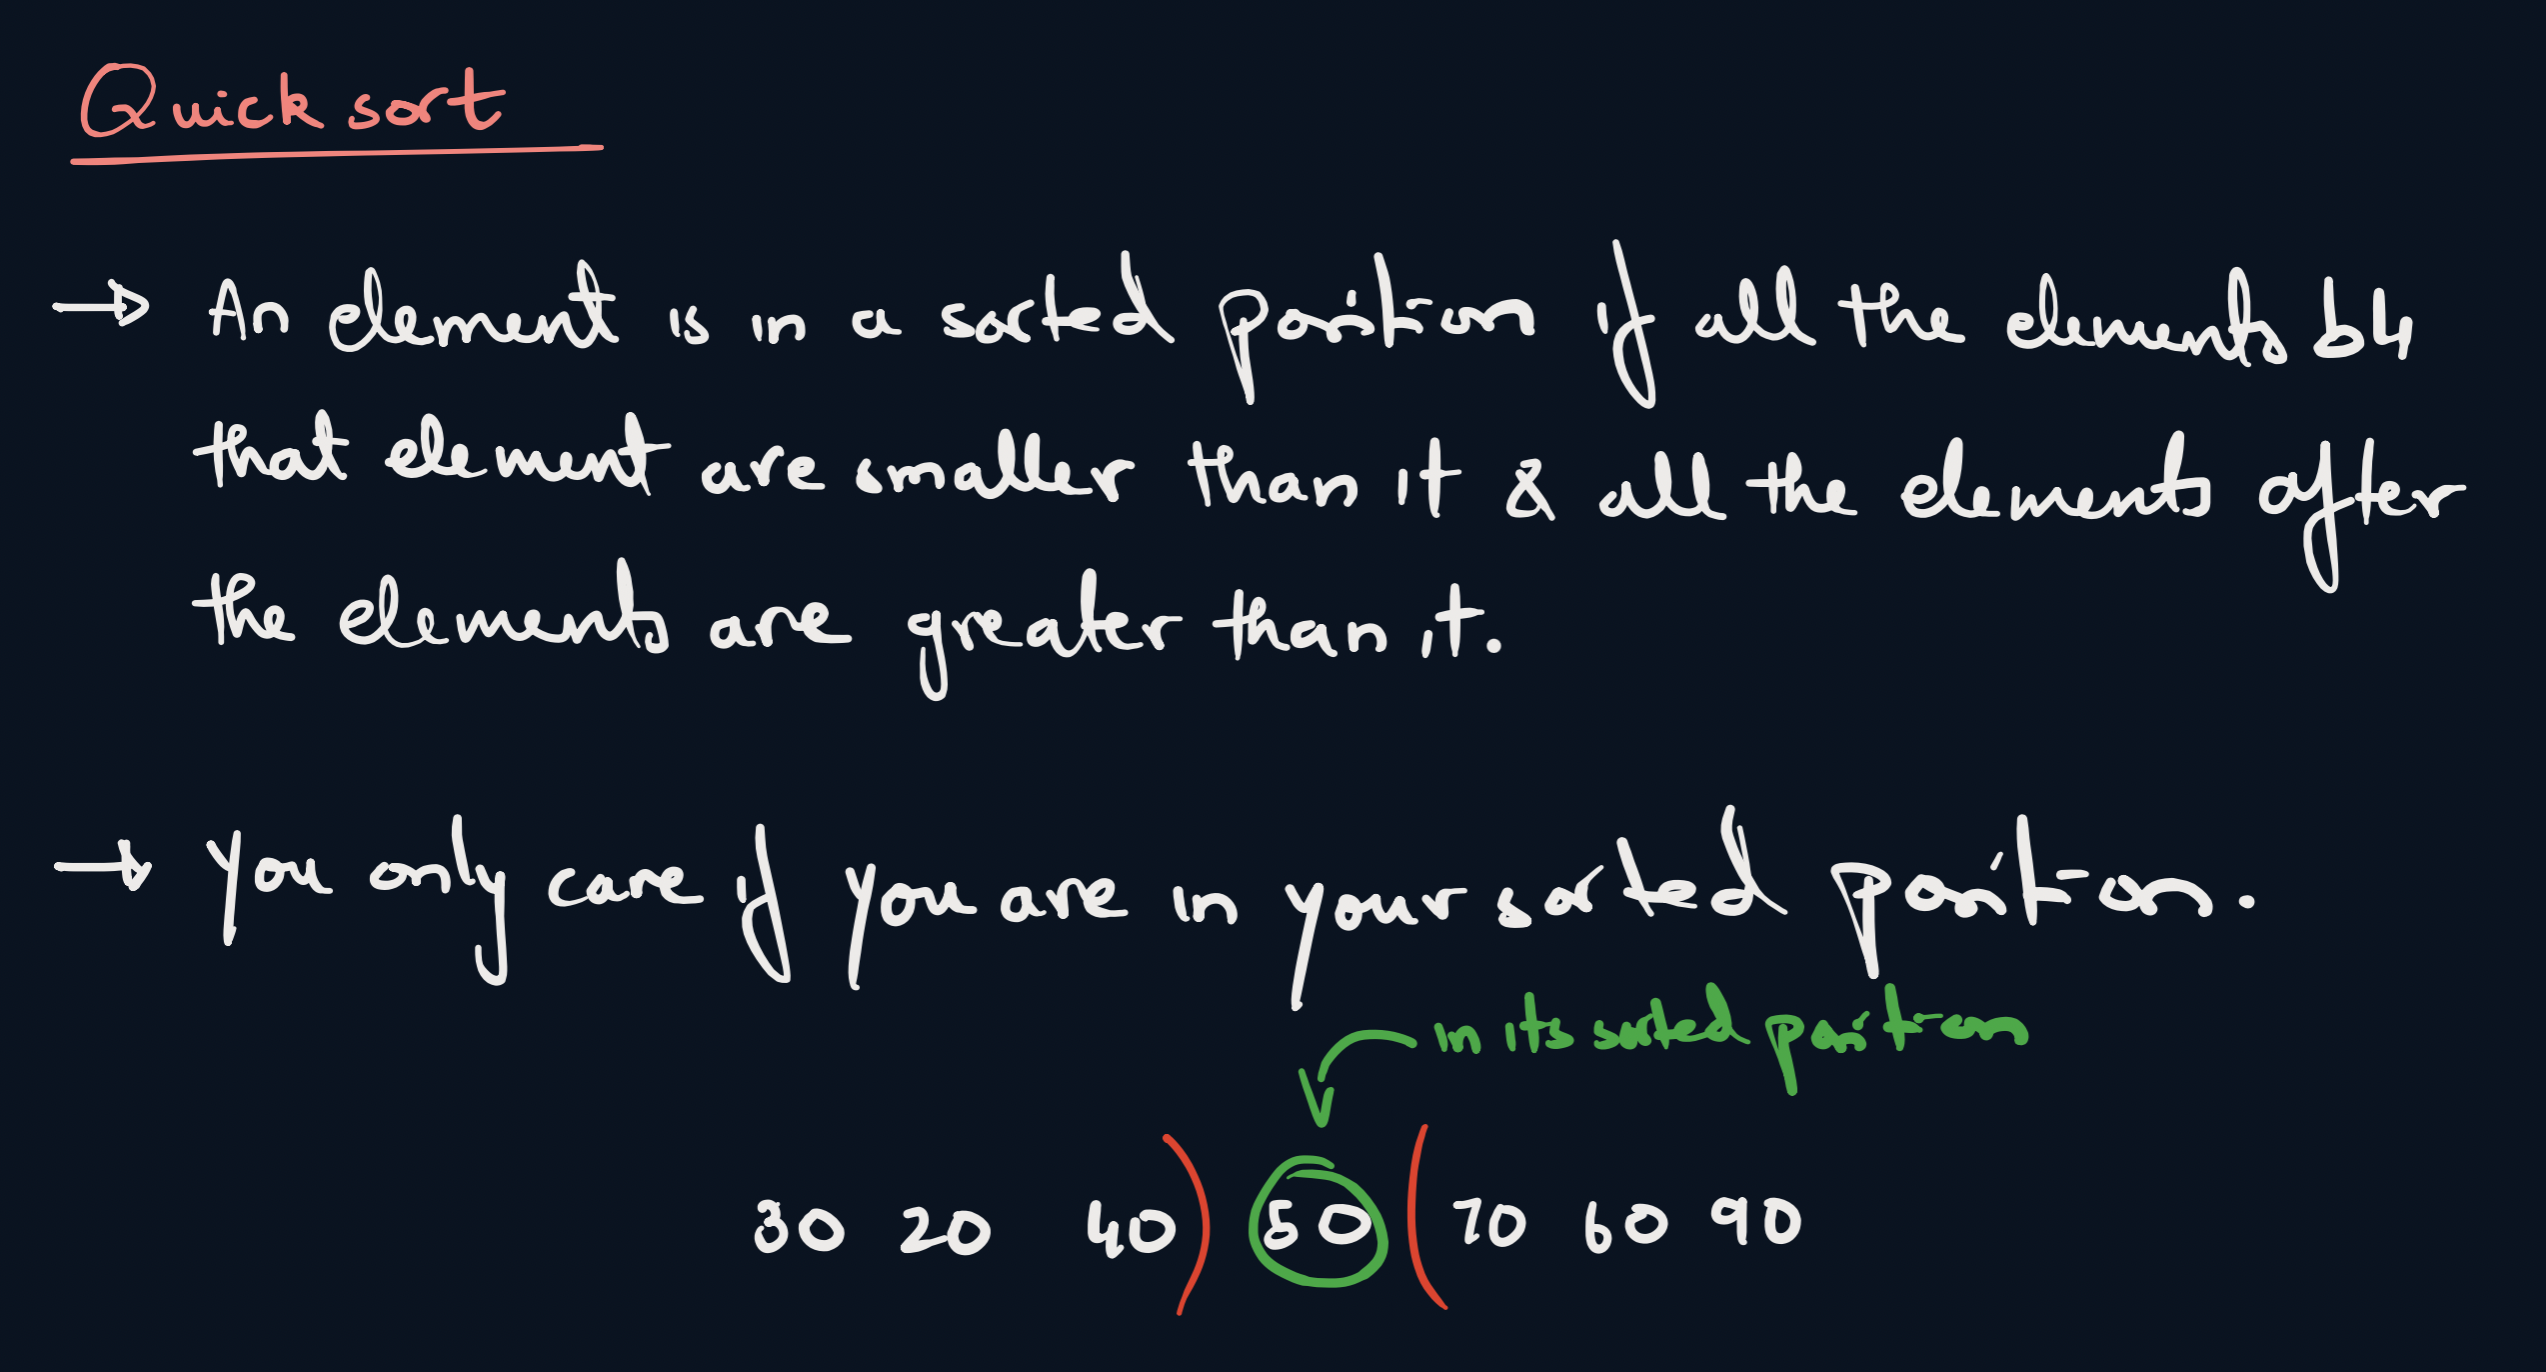 Quick sort
→ An element is in a sorted position if all the elements b4
that element are smaller than it & all the elements after
the elements are greater than it.
→ You only care if you are in your sorted position.
in its sorted position
30 20 40) 50 (70 60 90